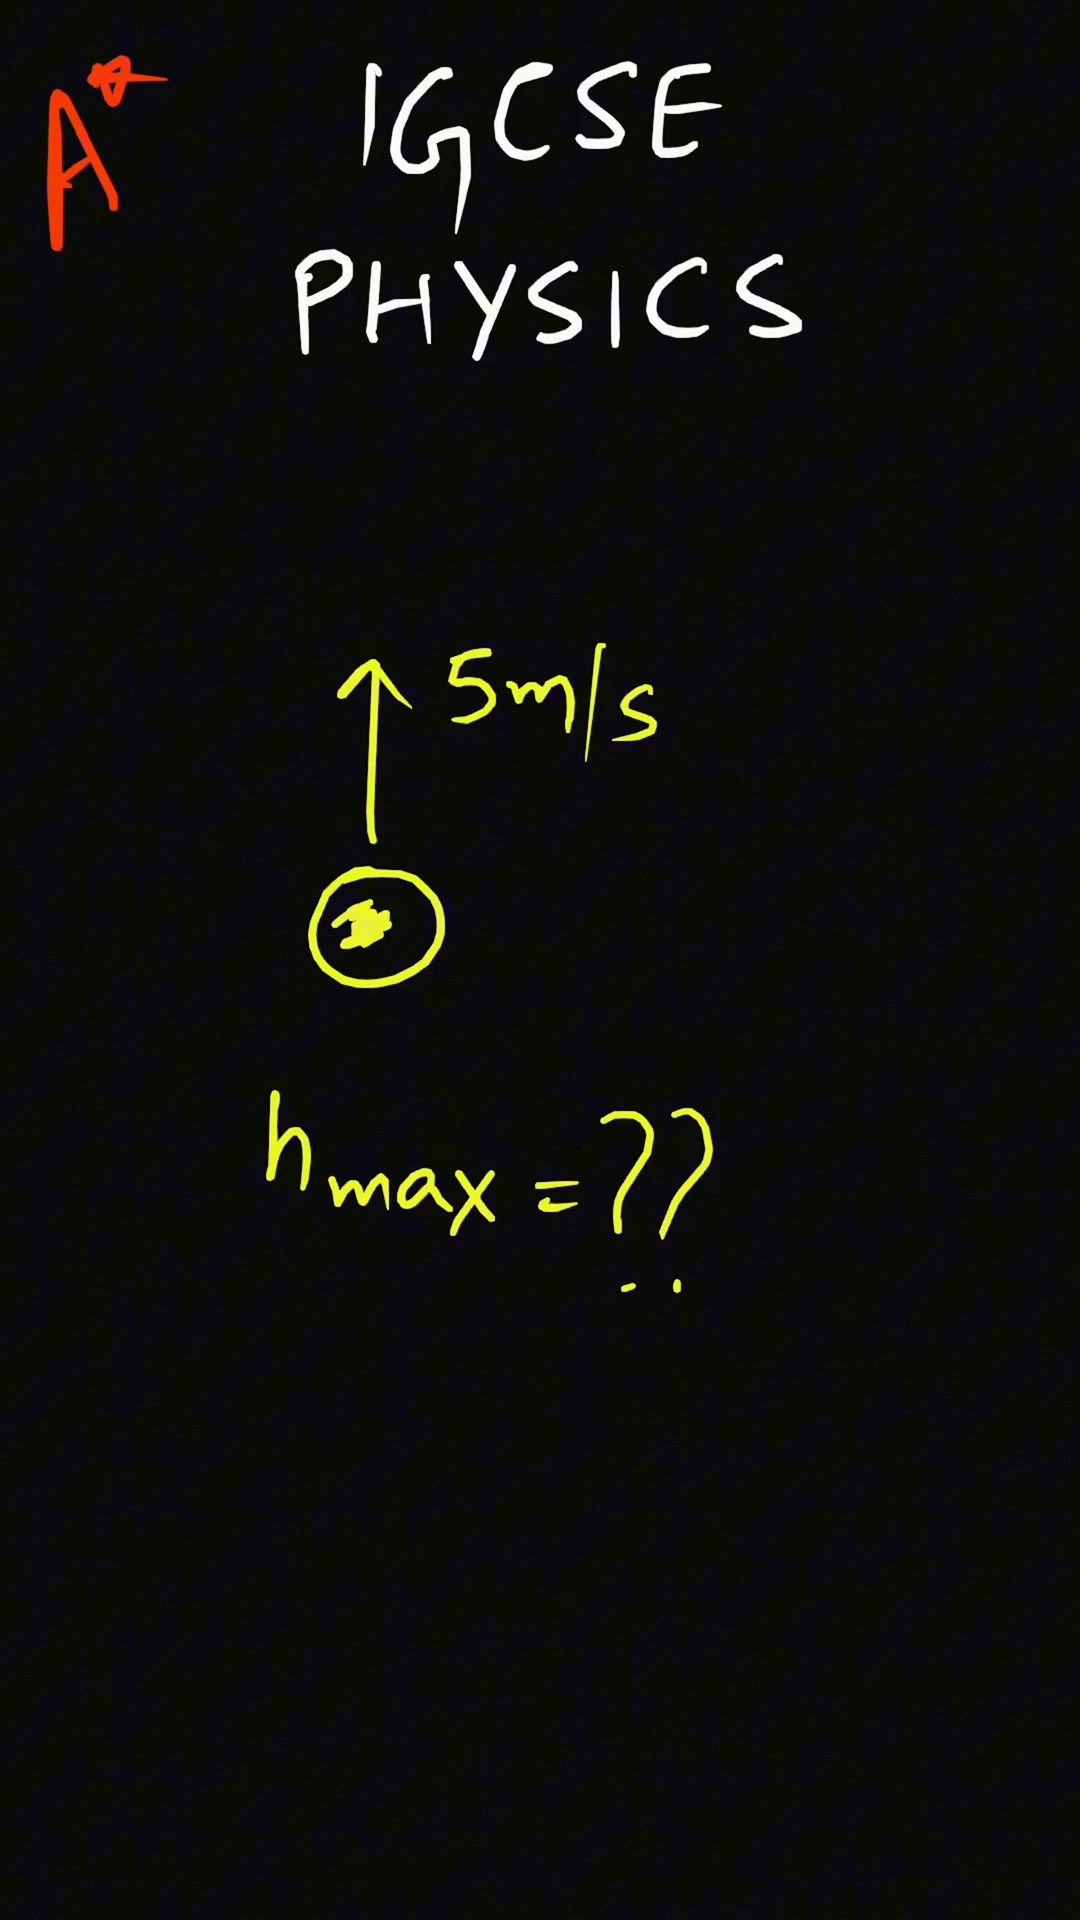 A*
IGCSE
PHYSICS
5m/s
hmax = ??